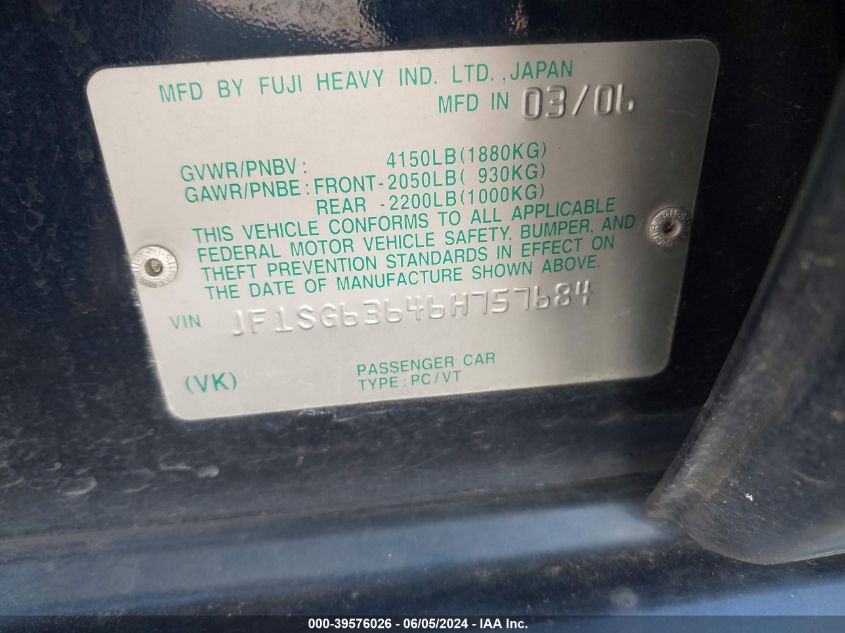 MFD BY FUJI HEAVY IND. LTD., JAPAN
MFD IN 03/06
GVWR/PNBV: 4150LB(1880KG)
GAWR/PNBE: FRONT-2050LB( 930KG)
REAR -2200LB(1000KG)
THIS VEHICLE CONFORMS TO ALL APPLICABLE
FEDERAL MOTOR VEHICLE SAFETY, BUMPER, AND
THEFT PREVENTION STANDARDS IN EFFECT ON
THE DATE OF MANUFACTURE SHOWN ABOVE.
VIN JF1SG63646H757684
(VK) PASSENGER CAR
TYPE: PC/VT
000-39576026 - 06/05/2024 - IAA Inc.